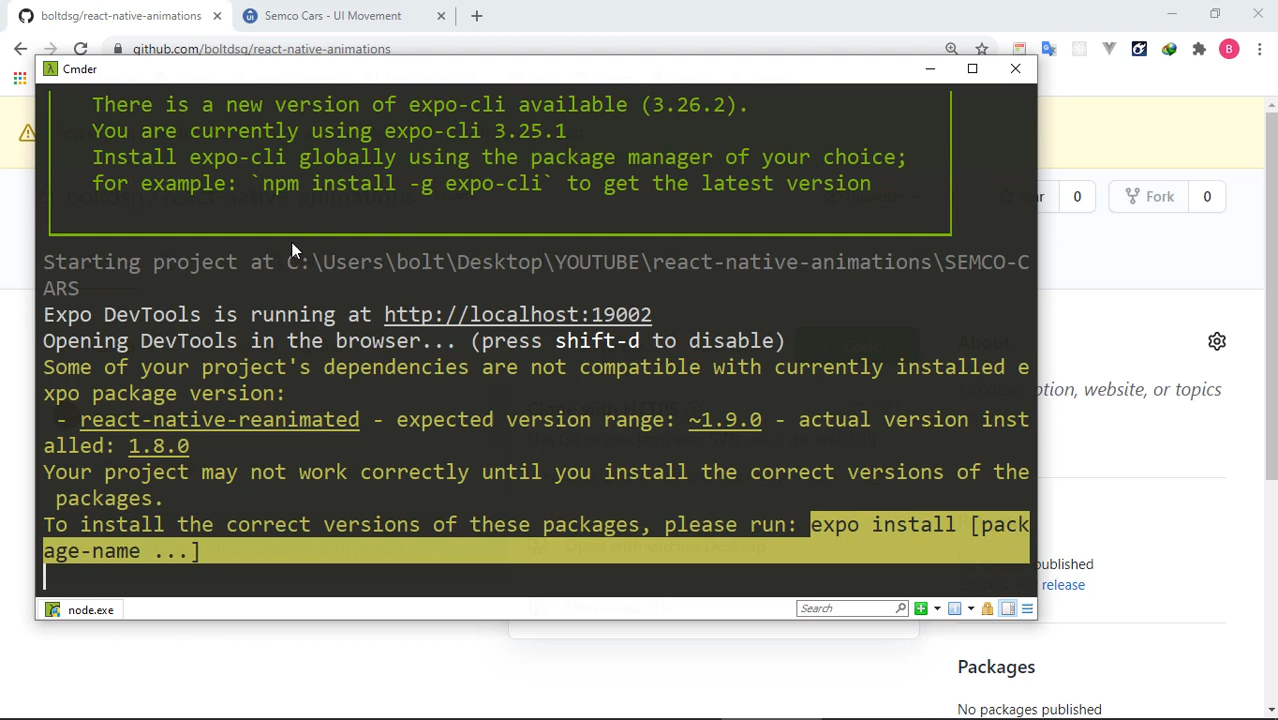 boltdsg/react-native-animations
Semco Cars - UI Movement
github.com/boltdsg/react-native-animations
B
Cmder
There is a new version of expo-cli available (3.26.2).
You are currently using expo-cli 3.25.1
Install expo-cli globally using the package manager of your choice;
for example: `npm install -g expo-cli` to get the latest version
Star 0
Fork 0
Starting project at C:\Users\bolt\Desktop\YOUTUBE\react-native-animations\SEMCO-C
ARS
Expo DevTools is running at http://localhost:19002
Opening DevTools in the browser... (press shift-d to disable)
Some of your project's dependencies are not compatible with currently installed e
xpo package version:
- react-native-reanimated - expected version range: ~1.9.0 - actual version inst
alled: 1.8.0
Your project may not work correctly until you install the correct versions of the
packages.
To install the correct versions of these packages, please run: expo install [pack
age-name ...]
node.exe
Search
About
website, or topics
published
release
Packages
No packages published